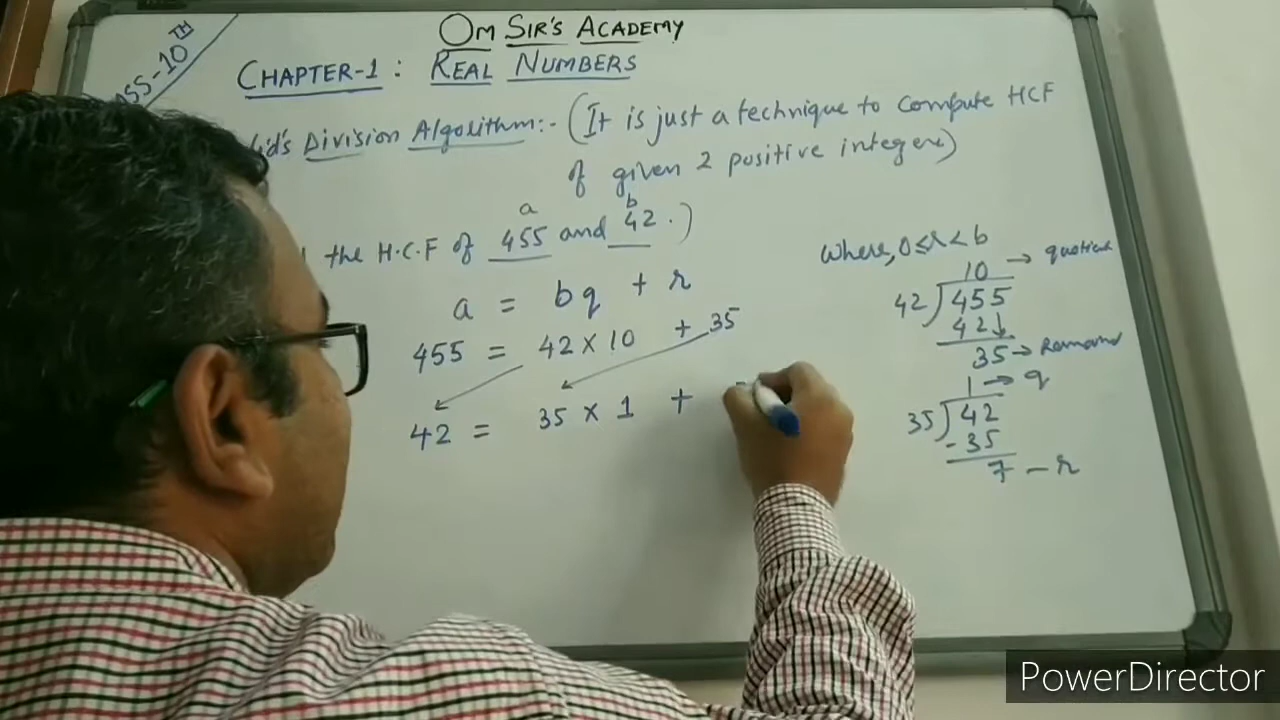 OM SIR'S ACADEMY
CHAPTER-1: REAL NUMBERS
Division Algorithm:- (It is just a technique to compute HCF
of given 2 positive integers)
a b
the H.C.F of 455 and 42.)
a = bq + r
455 = 42 × 10 + 35
42 = 35 × 1 +
Where, 0 ≤ r < b
10 →
42) 455
42↓
35 →
1 → q
35) 42
- 35
7 - r
PowerDirector